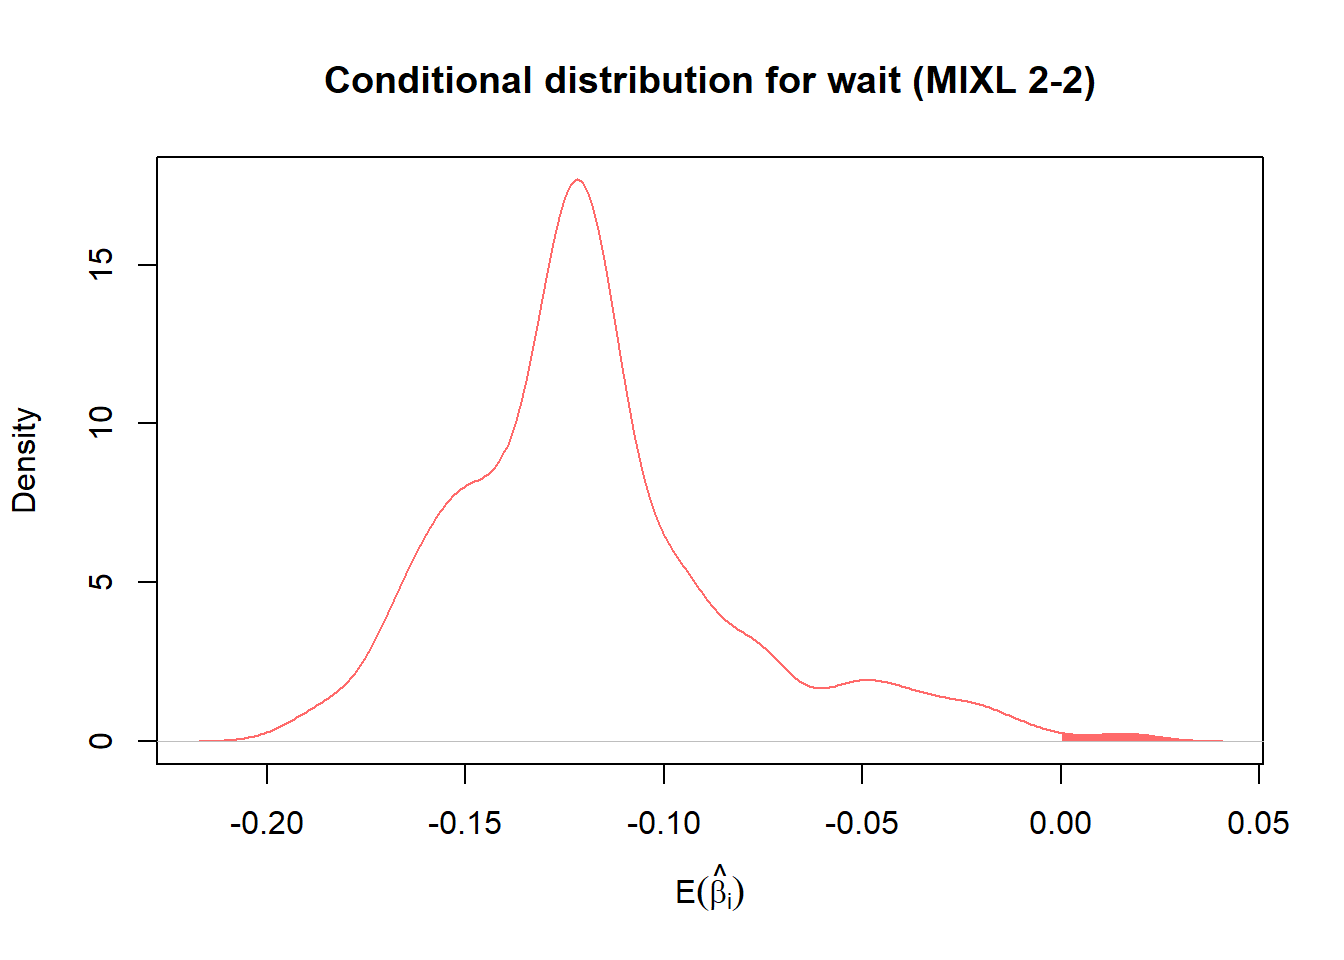 Conditional distribution for wait (MIXL 2-2)
Density
15
10
5
0
-0.20 -0.15 -0.10 -0.05 0.00 0.05
E(β̂ᵢ)